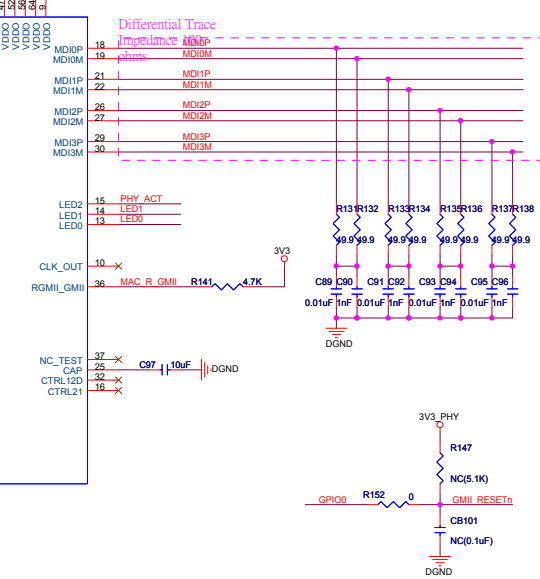 47
52
56
64
9
VDDO VDDO VDDO VDDO VDDO
Differential Trace
Impedance 100
ohms
MDI0P 18 MDI0P
MDI0M 19 MDI0M
MDI1P 21 MDI1P
MDI1M 22 MDI1M
MDI2P 26 MDI2P
MDI2M 27 MDI2M
MDI3P 29 MDI3P
MDI3M 30 MDI3M
LED2 15 PHY_ACT
LED1 14 LED1
LED0 13 LED0
R131 R132 R133 R134 R135 R136 R137 R138
49.9 49.9 49.9 49.9 49.9 49.9 49.9 49.9
3V3
CLK_OUT 10
RGMII_GMII 36 MAC_R_GMII R141 4.7K
C89 C90 C91 C92 C93 C94 C95 C96
0.01uF 1nF 0.01uF 1nF 0.01uF 1nF 0.01uF 1nF
DGND
NC_TEST 37
CAP 25 C97 10uF DGND
CTRL12D 32
CTRL21 16
3V3_PHY
R147
NC(5.1K)
GPIO0 R152 0 GMII_RESETn
CB101
NC(0.1uF)
DGND